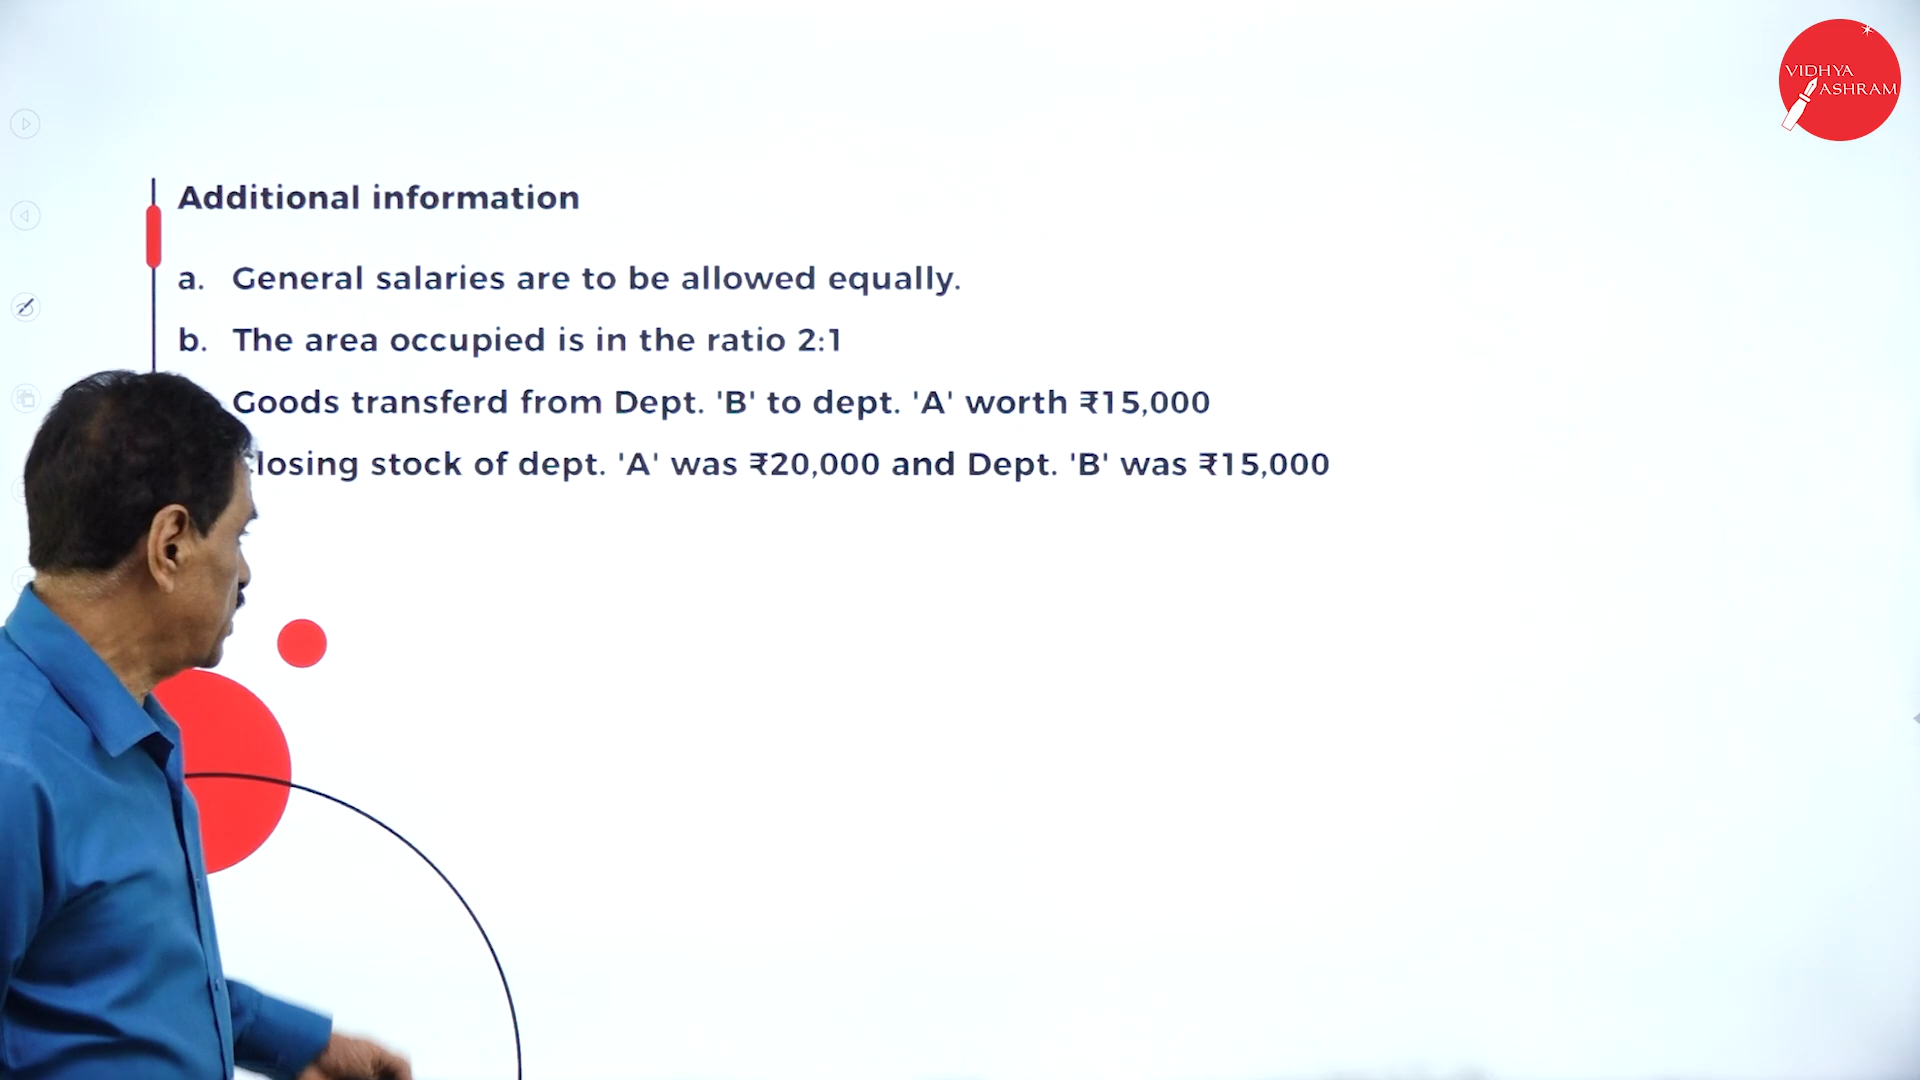 VIDHYA
ASHRAM
Additional information
a. General salaries are to be allowed equally.
b. The area occupied is in the ratio 2:1
Goods transferd from Dept. 'B' to dept. 'A' worth ₹15,000
losing stock of dept. 'A' was ₹20,000 and Dept. 'B' was ₹15,000